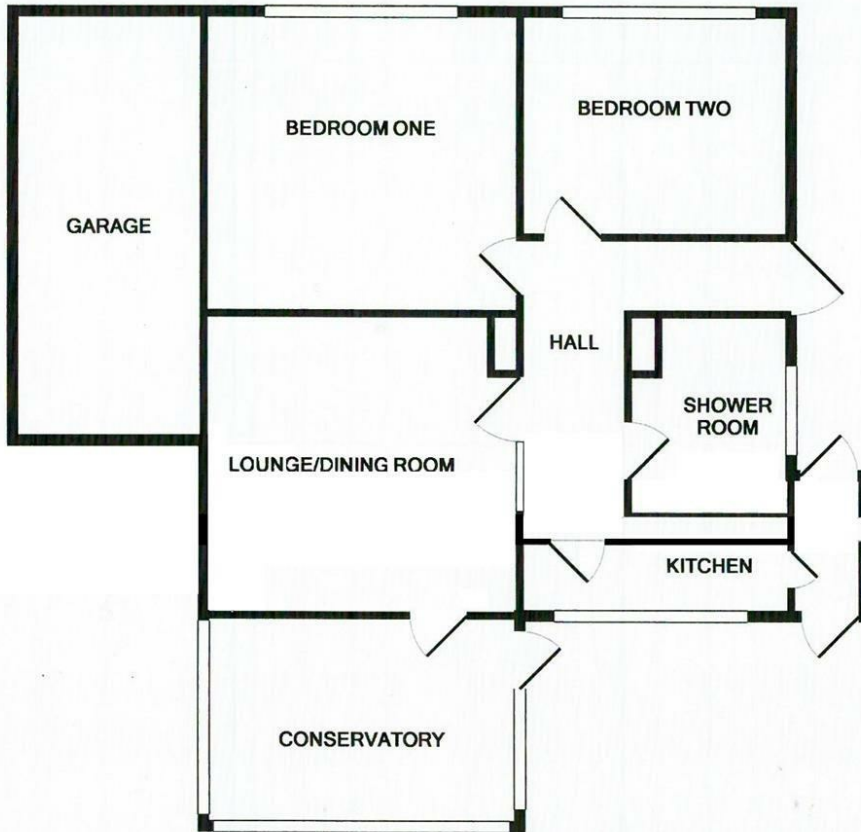 BEDROOM ONE
BEDROOM TWO
GARAGE
HALL
SHOWER
ROOM
LOUNGE/DINING ROOM
KITCHEN
CONSERVATORY